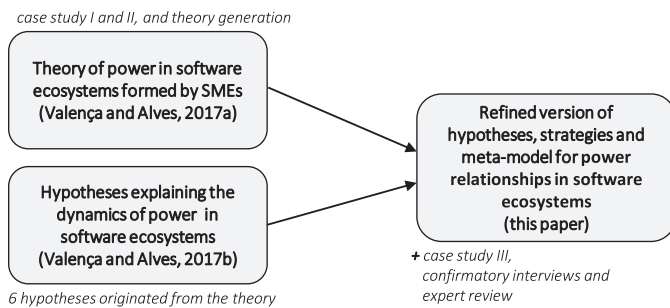 case study I and II, and theory generation
Theory of power in software
ecosystems formed by SMEs
(Valença and Alves, 2017a)
Hypotheses explaining the
dynamics of power in
software ecosystems
(Valença and Alves, 2017b)
6 hypotheses originated from the theory
Refined version of
hypotheses, strategies and
meta-model for power
relationships in software
ecosystems
(this paper)
+ case study III,
confirmatory interviews and
expert review